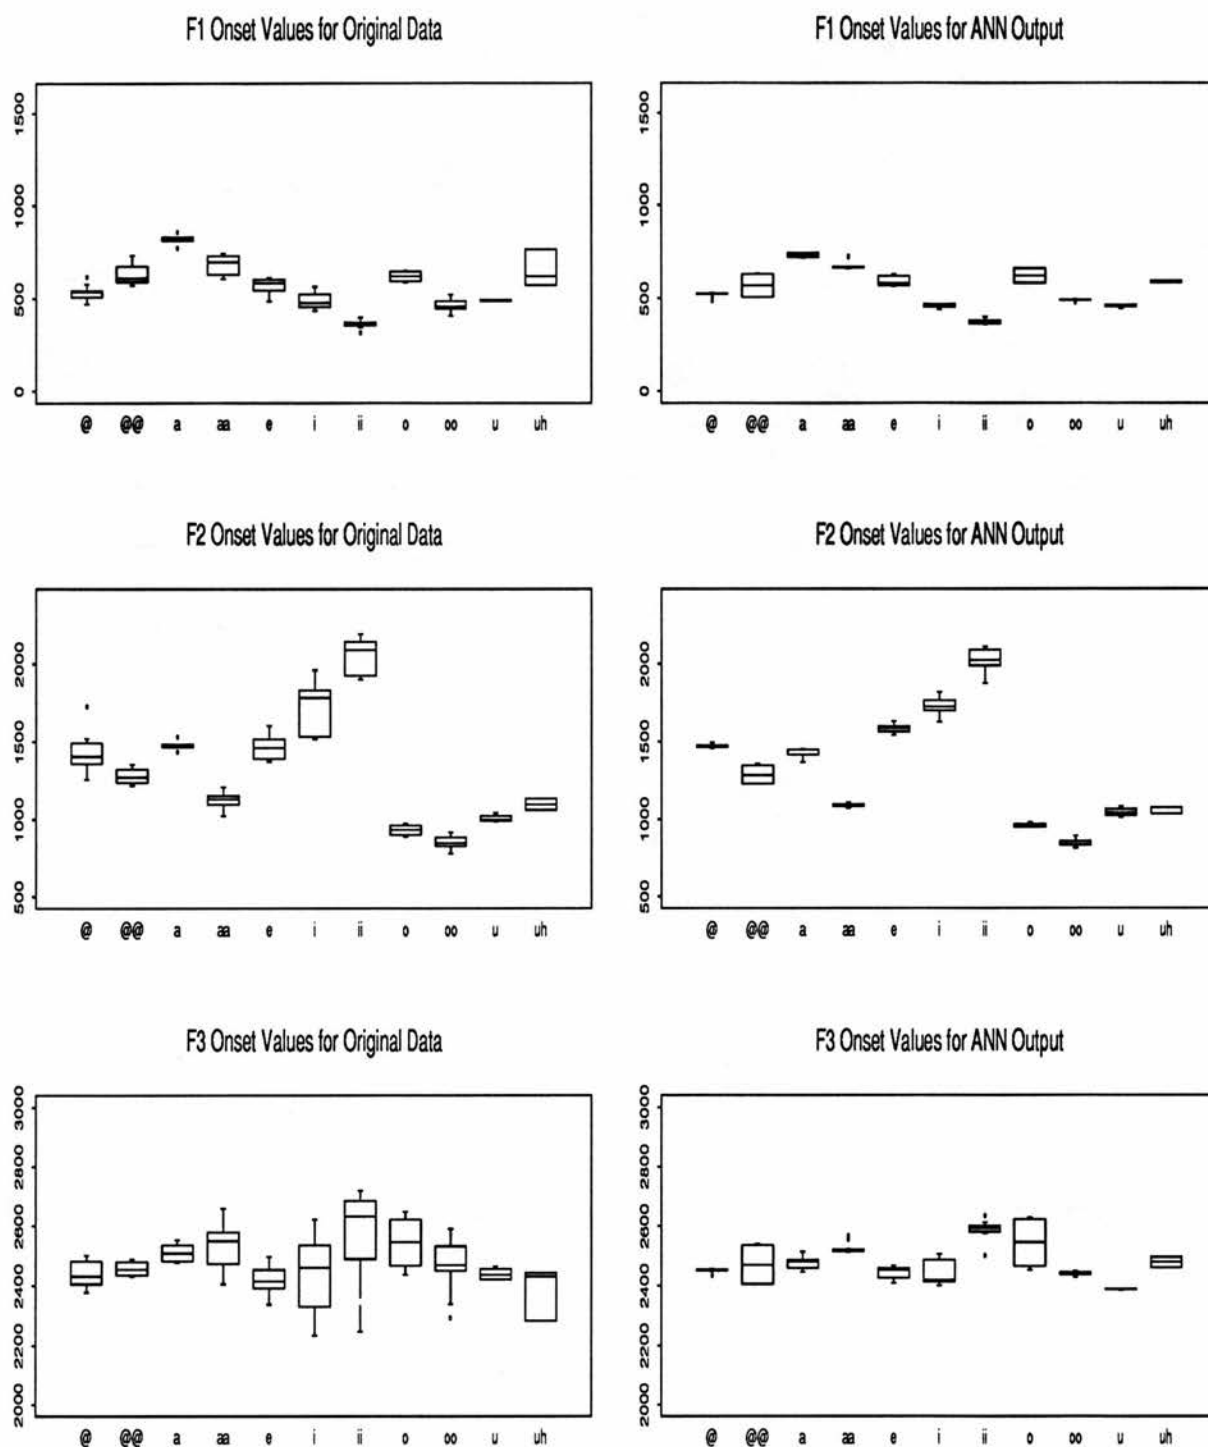 F1 Onset Values for Original Data
1500
1000
500
0
@ @@ a aa e i ii o oo u uh
F1 Onset Values for ANN Output
1500
1000
500
0
@ @@ a aa e i ii o oo u uh
F2 Onset Values for Original Data
2000
1500
1000
500
@ @@ a aa e i ii o oo u uh
F2 Onset Values for ANN Output
2000
1500
1000
500
@ @@ a aa e i ii o oo u uh
F3 Onset Values for Original Data
3000
2800
2600
2400
2200
2000
@ @@ a aa e i ii o oo u uh
F3 Onset Values for ANN Output
3000
2800
2600
2400
2200
2000
@ @@ a aa e i ii o oo u uh